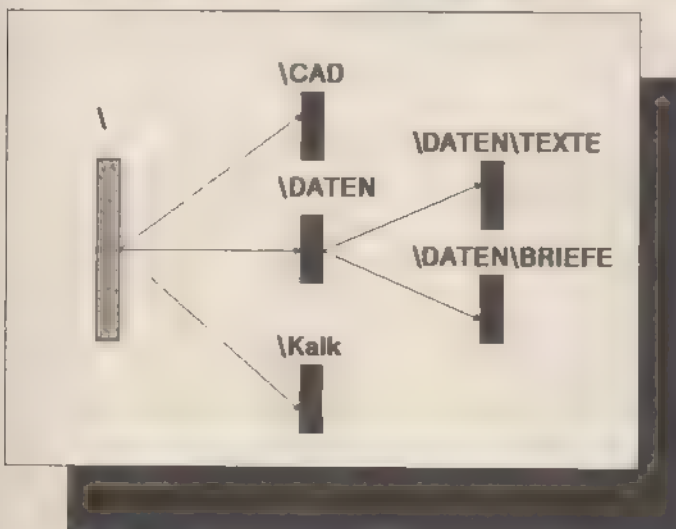 \
\CAD
\DATEN
\Kalk
\DATEN\TEXTE
\DATEN\BRIEFE